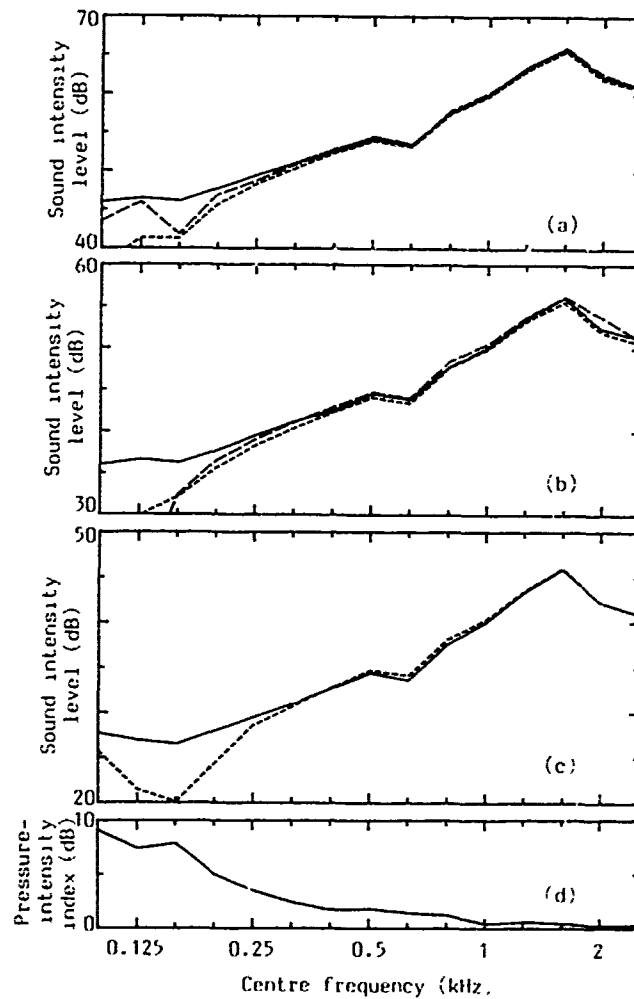 70
Sound intensity
level (dB)
40
(a)
60
Sound intensity
level (dB)
30
(b)
50
Sound intensity
level (dB)
20
(c)
10
Pressure-
intensity
index (dB)
0
(d)
0.125 0.25 0.5 1 2
Centre frequency (kHz,